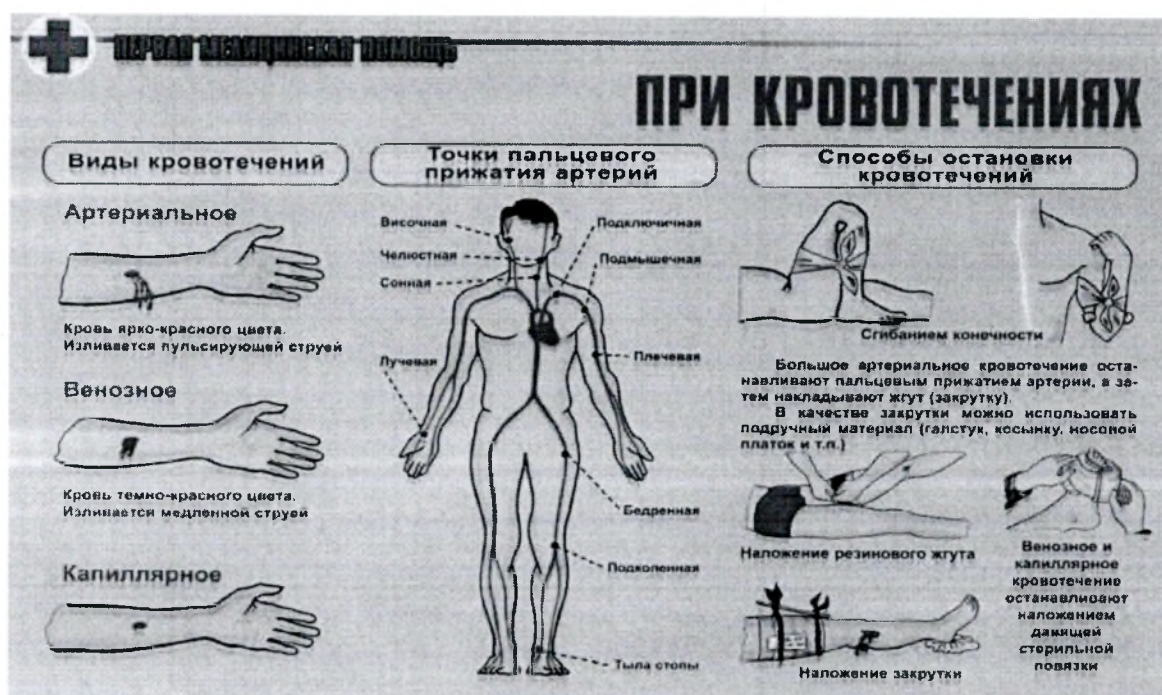 ПЕРВАЯ МЕДИЦИНСКАЯ ПОМОЩЬ
ПРИ КРОВОТЕЧЕНИЯХ
Виды кровотечений
Артериальное
Кровь ярко-красного цвета.
Изливается пульсирующей струей
Венозное
Кровь темно-красного цвета.
Изливается медленной струей
Капиллярное
Точки пальцевого
прижатия артерий
Височная
Челюстная
Сонная
Лучевая
Подключичная
Подмышечная
Плечевая
Бедренная
Подколенная
Тыла стопы
Способы остановки
кровотечений
Сгибанием конечности
Большое артериальное кровотечение оста-
навливают пальцевым прижатием артерии, а за-
тем накладывают жгут (закрутку).
В качестве закрутки можно использовать
подручный материал (галстук, косынку, носовой
платок и т.п.)
Наложение резинового жгута
Наложение закрутки
Венозное и
капиллярное
кровотечение
останавливают
наложением
давящей
стерильной
повязки